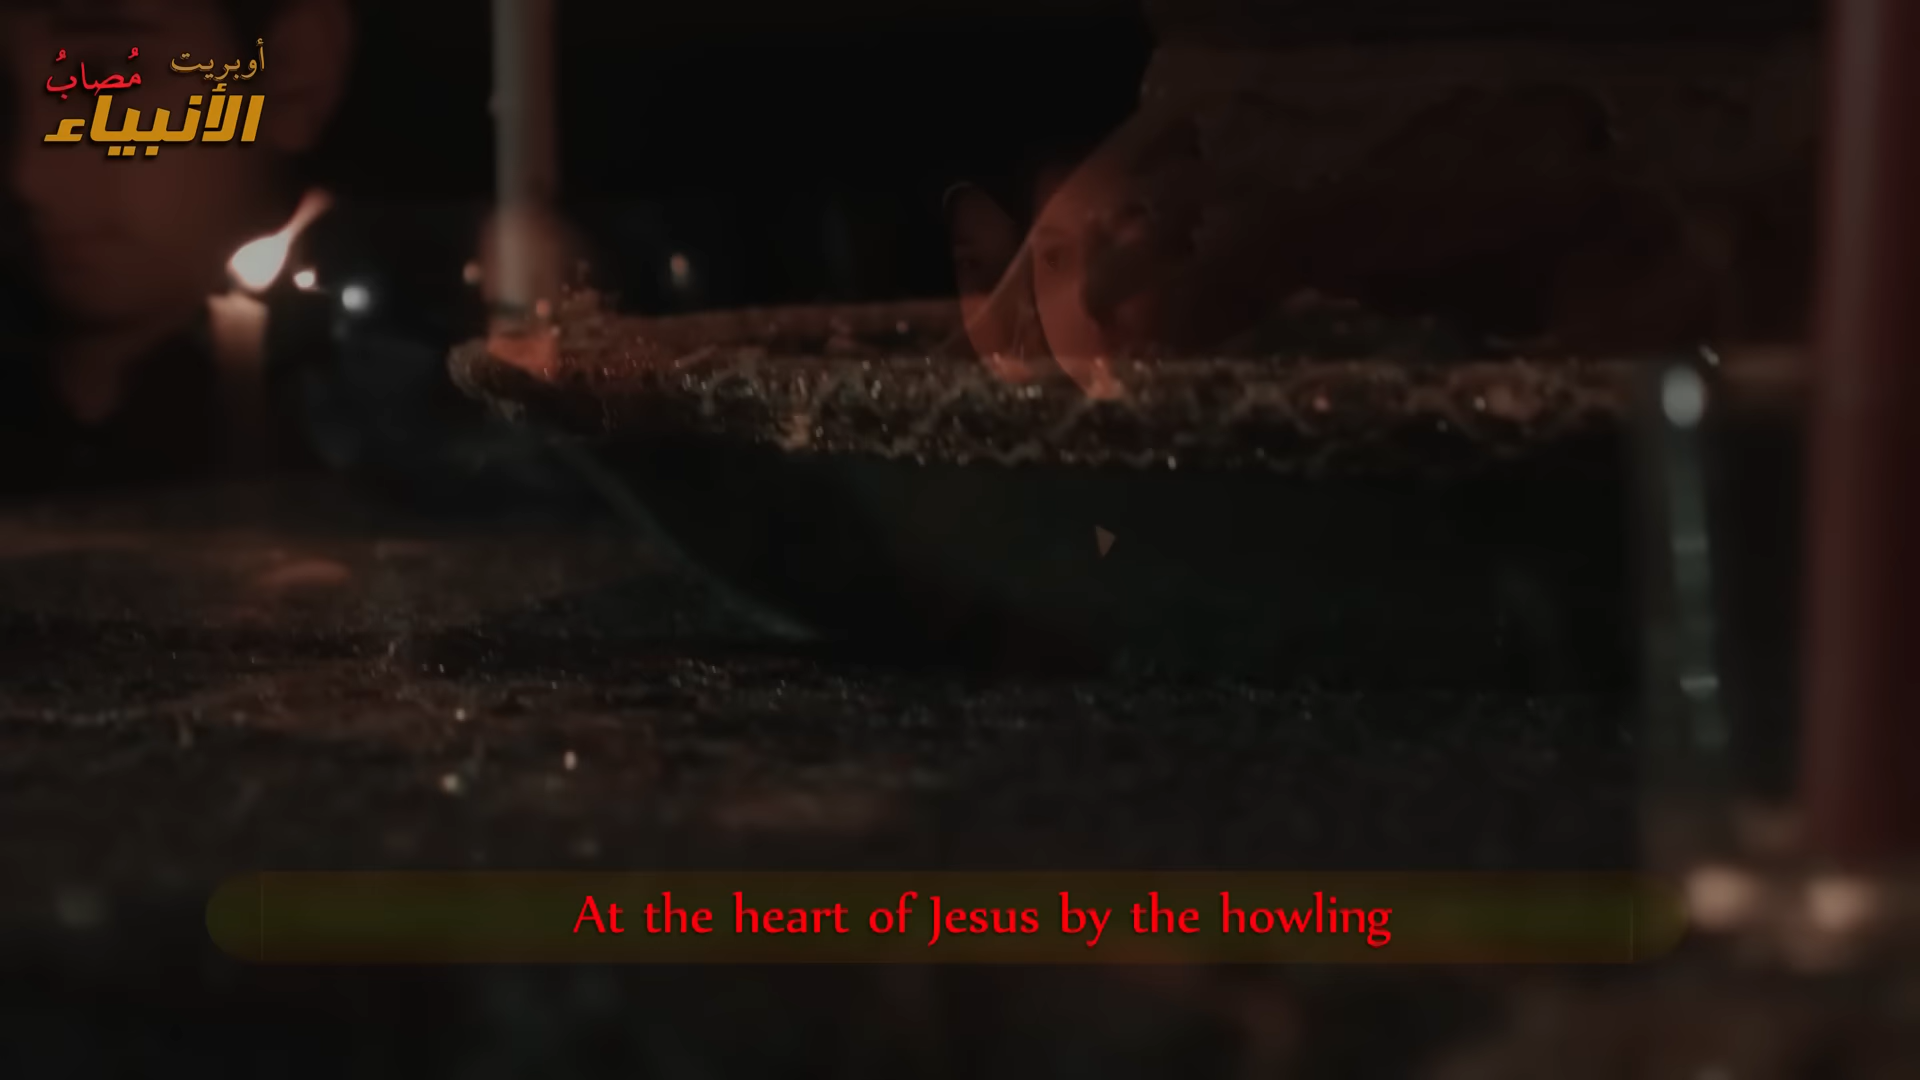 أوبريت
مُصابُ
الأنبياء
At the heart of Jesus by the howling